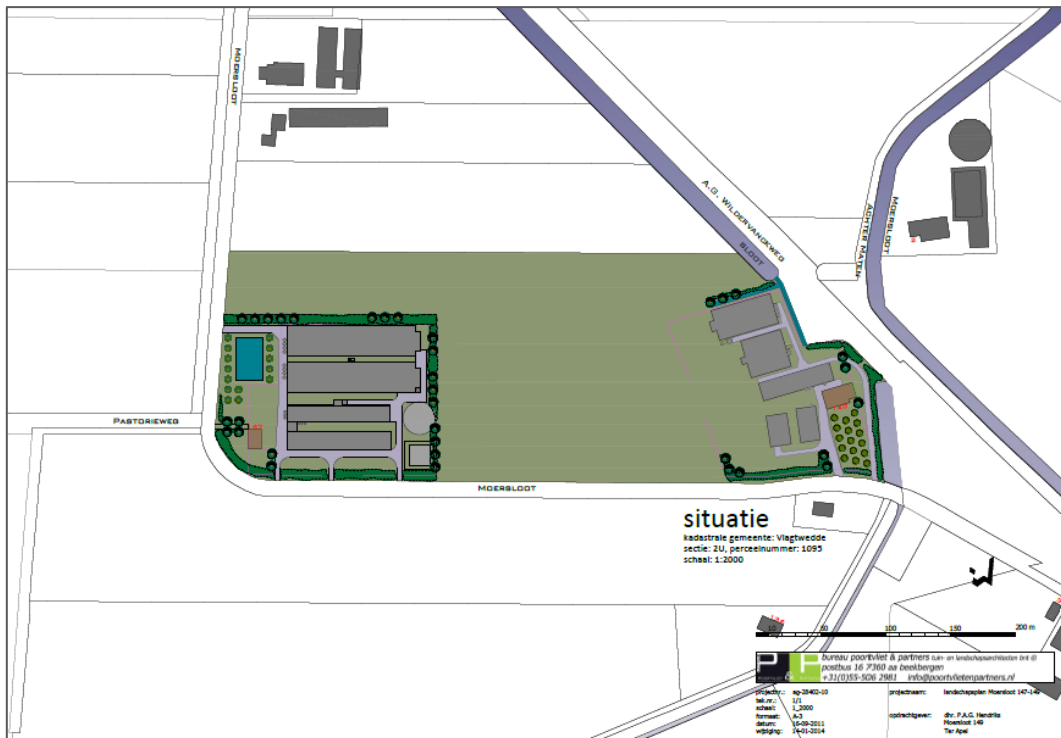 MOERSLOOT
A.G. WILDERVANCKWEG
SLOOT
ACHTER MATEN
MOERSLOOT
PASTORIEWEG
MOERSLOOT
situatie
kadastrale gemeente: Vlagtwedde
sectie: 2U, perceelnummer: 1095
schaal: 1:2000
10 50 100 150 200 m
P&P bureau poortvliet & partners tuin- en landschapsarchitecten bnt
postbus 16 7360 aa beekbergen
+31(0)55-506 2981 info@poortvlietenpartners.nl
projectnr.: ag-28402-10 projectnaam: landschapsplan Moersloot 147-149
tek.nr.: 1/1
schaal: 1_2000
formaat: A-3 opdrachtgever: dhr. P.A.G. Hendriks
datum: 16-09-2011 Moersloot 149
wijziging: 14-01-2014 Ter Apel